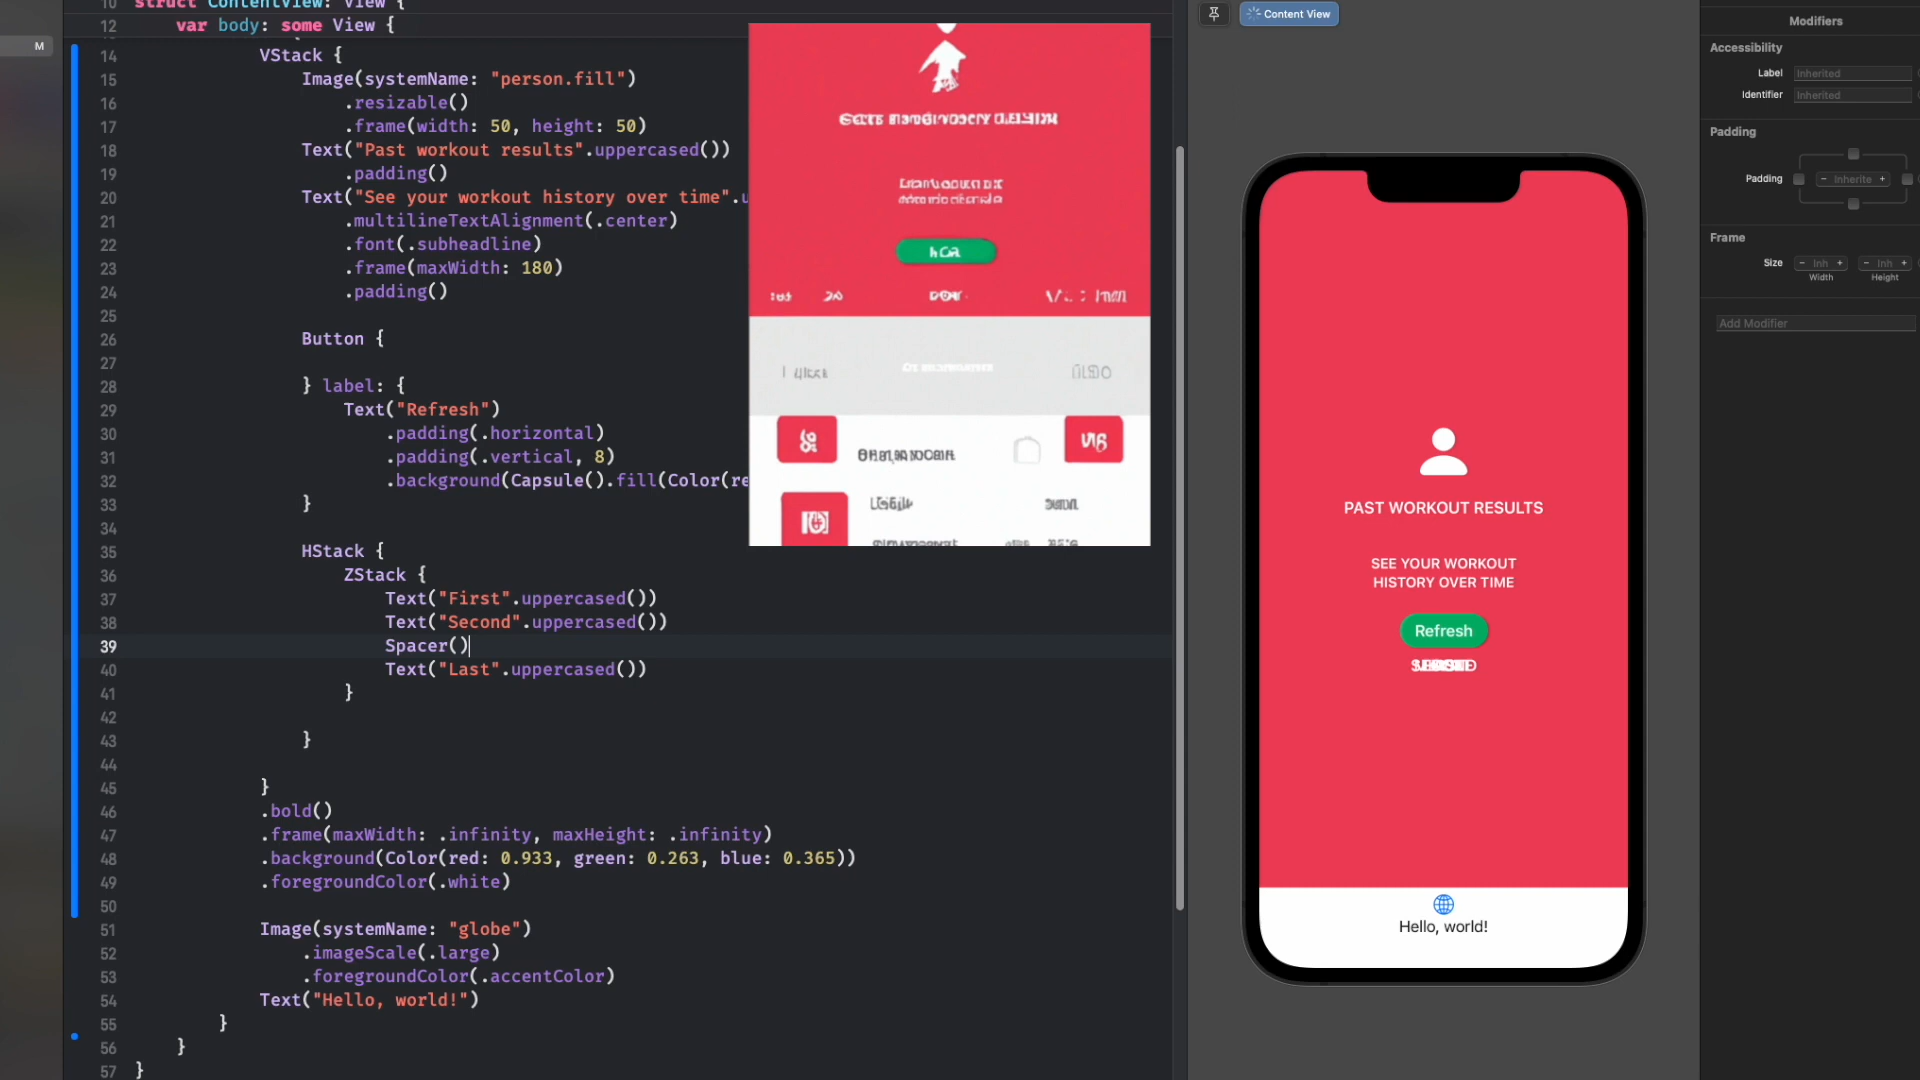 M
10 struct ContentView: View {
12 var body: some View {
14 VStack {
15 Image(systemName: "person.fill")
16 .resizable()
17 .frame(width: 50, height: 50)
18 Text("Past workout results".uppercased())
19 .padding()
20 Text("See your workout history over time".u
21 .multilineTextAlignment(.center)
22 .font(.subheadline)
23 .frame(maxWidth: 180)
24 .padding()
25
26 Button {
27
28 } label: {
29 Text("Refresh")
30 .padding(.horizontal)
31 .padding(.vertical, 8)
32 .background(Capsule().fill(Color(re
33 }
34
35 HStack {
36 ZStack {
37 Text("First".uppercased())
38 Text("Second".uppercased())
39 Spacer()
40 Text("Last".uppercased())
41 }
42
43 }
44
45 }
46 .bold()
47 .frame(maxWidth: .infinity, maxHeight: .infinity)
48 .background(Color(red: 0.933, green: 0.263, blue: 0.365))
49 .foregroundColor(.white)
50
51 Image(systemName: "globe")
52 .imageScale(.large)
53 .foregroundColor(.accentColor)
54 Text("Hello, world!")
55 }
56 }
57 }
Content View
PAST WORKOUT RESULTS
SEE YOUR WORKOUT
HISTORY OVER TIME
Refresh
Hello, world!
Modifiers
Accessibility
Label Inherited
Identifier Inherited
Padding
Padding - Inherite +
Frame
Size - Inh + - Inh +
Width Height
Add Modifier